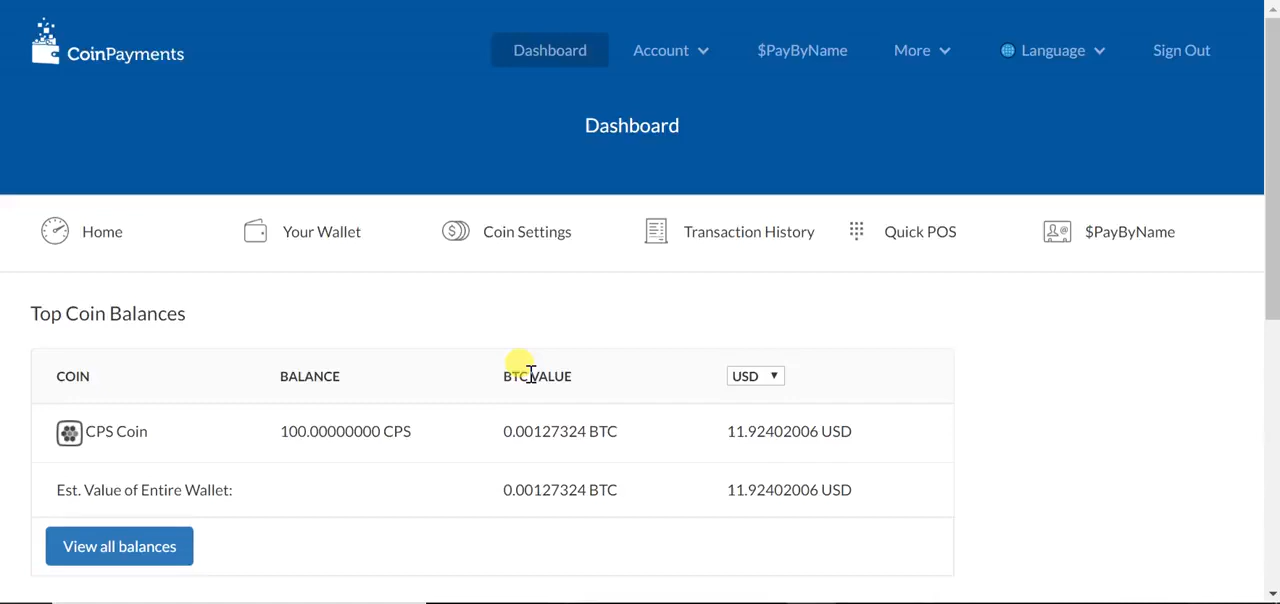 CoinPayments
Dashboard Account $PayByName More Language Sign Out
Dashboard
Home Your Wallet Coin Settings Transaction History Quick POS $PayByName
Top Coin Balances
COIN BALANCE BTC VALUE USD
CPS Coin 100.00000000 CPS 0.00127324 BTC 11.92402006 USD
Est. Value of Entire Wallet: 0.00127324 BTC 11.92402006 USD
View all balances